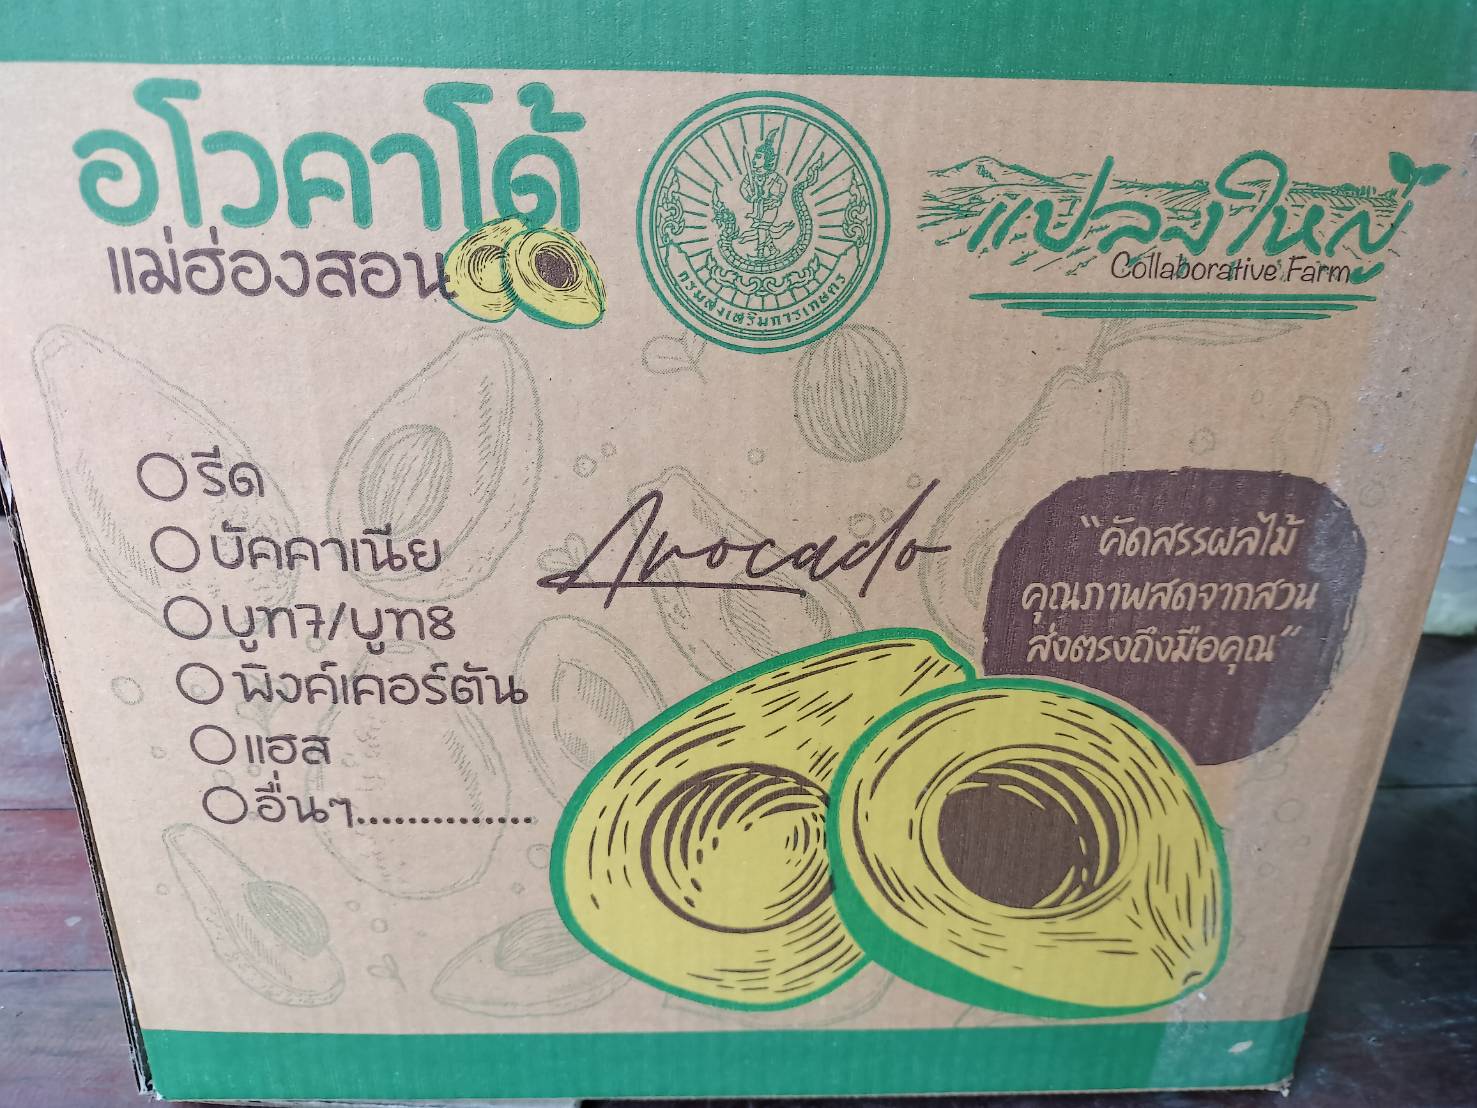 อโวคาโด้
แม่ฮ่องสอน
กรมส่งเสริมการเกษตร
แปลงใหญ่
Collaborative Farm
รีด
บัคคาเนีย
บูท7/บูท8
พิงค์เคอร์ตัน
แฮส
อื่นๆ..............
Avocado
“คัดสรรผลไม้
คุณภาพสดจากสวน
ส่งตรงถึงมือคุณ”